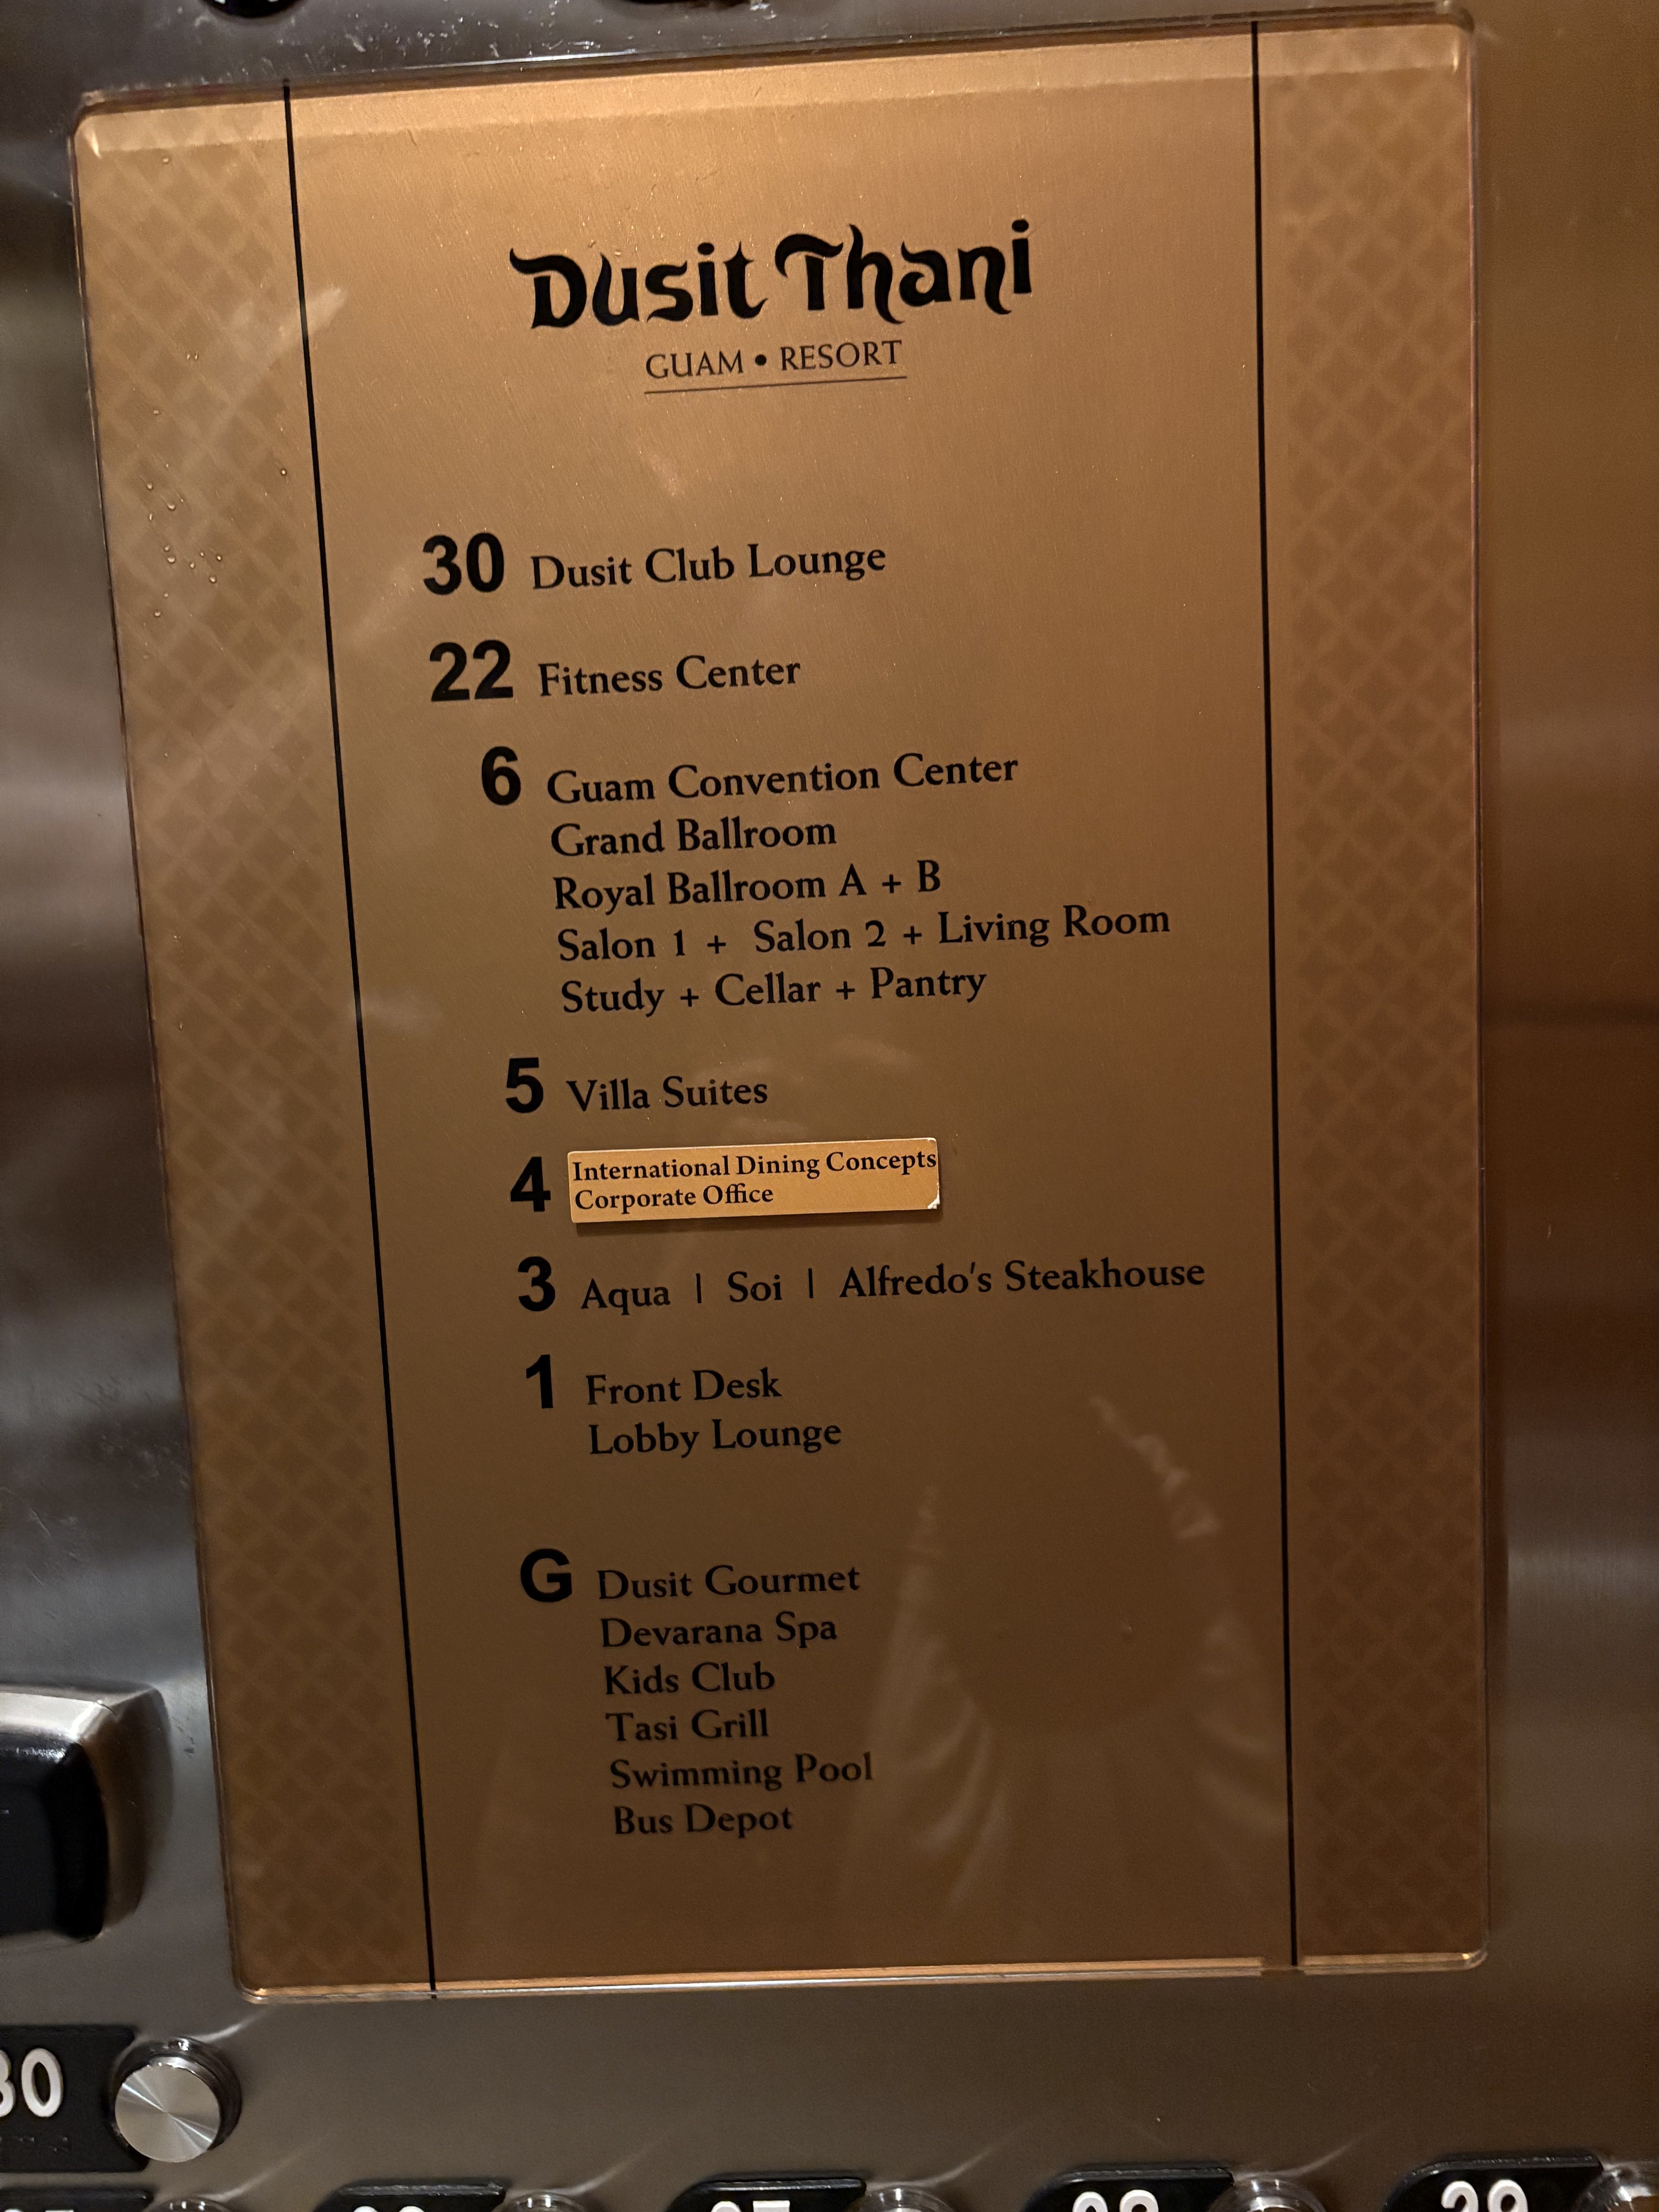 Dusit Thani
GUAM • RESORT
30 Dusit Club Lounge
22 Fitness Center
6 Guam Convention Center
Grand Ballroom
Royal Ballroom A + B
Salon 1 + Salon 2 + Living Room
Study + Cellar + Pantry
5 Villa Suites
4 International Dining Concepts
Corporate Office
3 Aqua | Soi | Alfredo's Steakhouse
1 Front Desk
Lobby Lounge
G Dusit Gourmet
Devarana Spa
Kids Club
Tasi Grill
Swimming Pool
Bus Depot
30